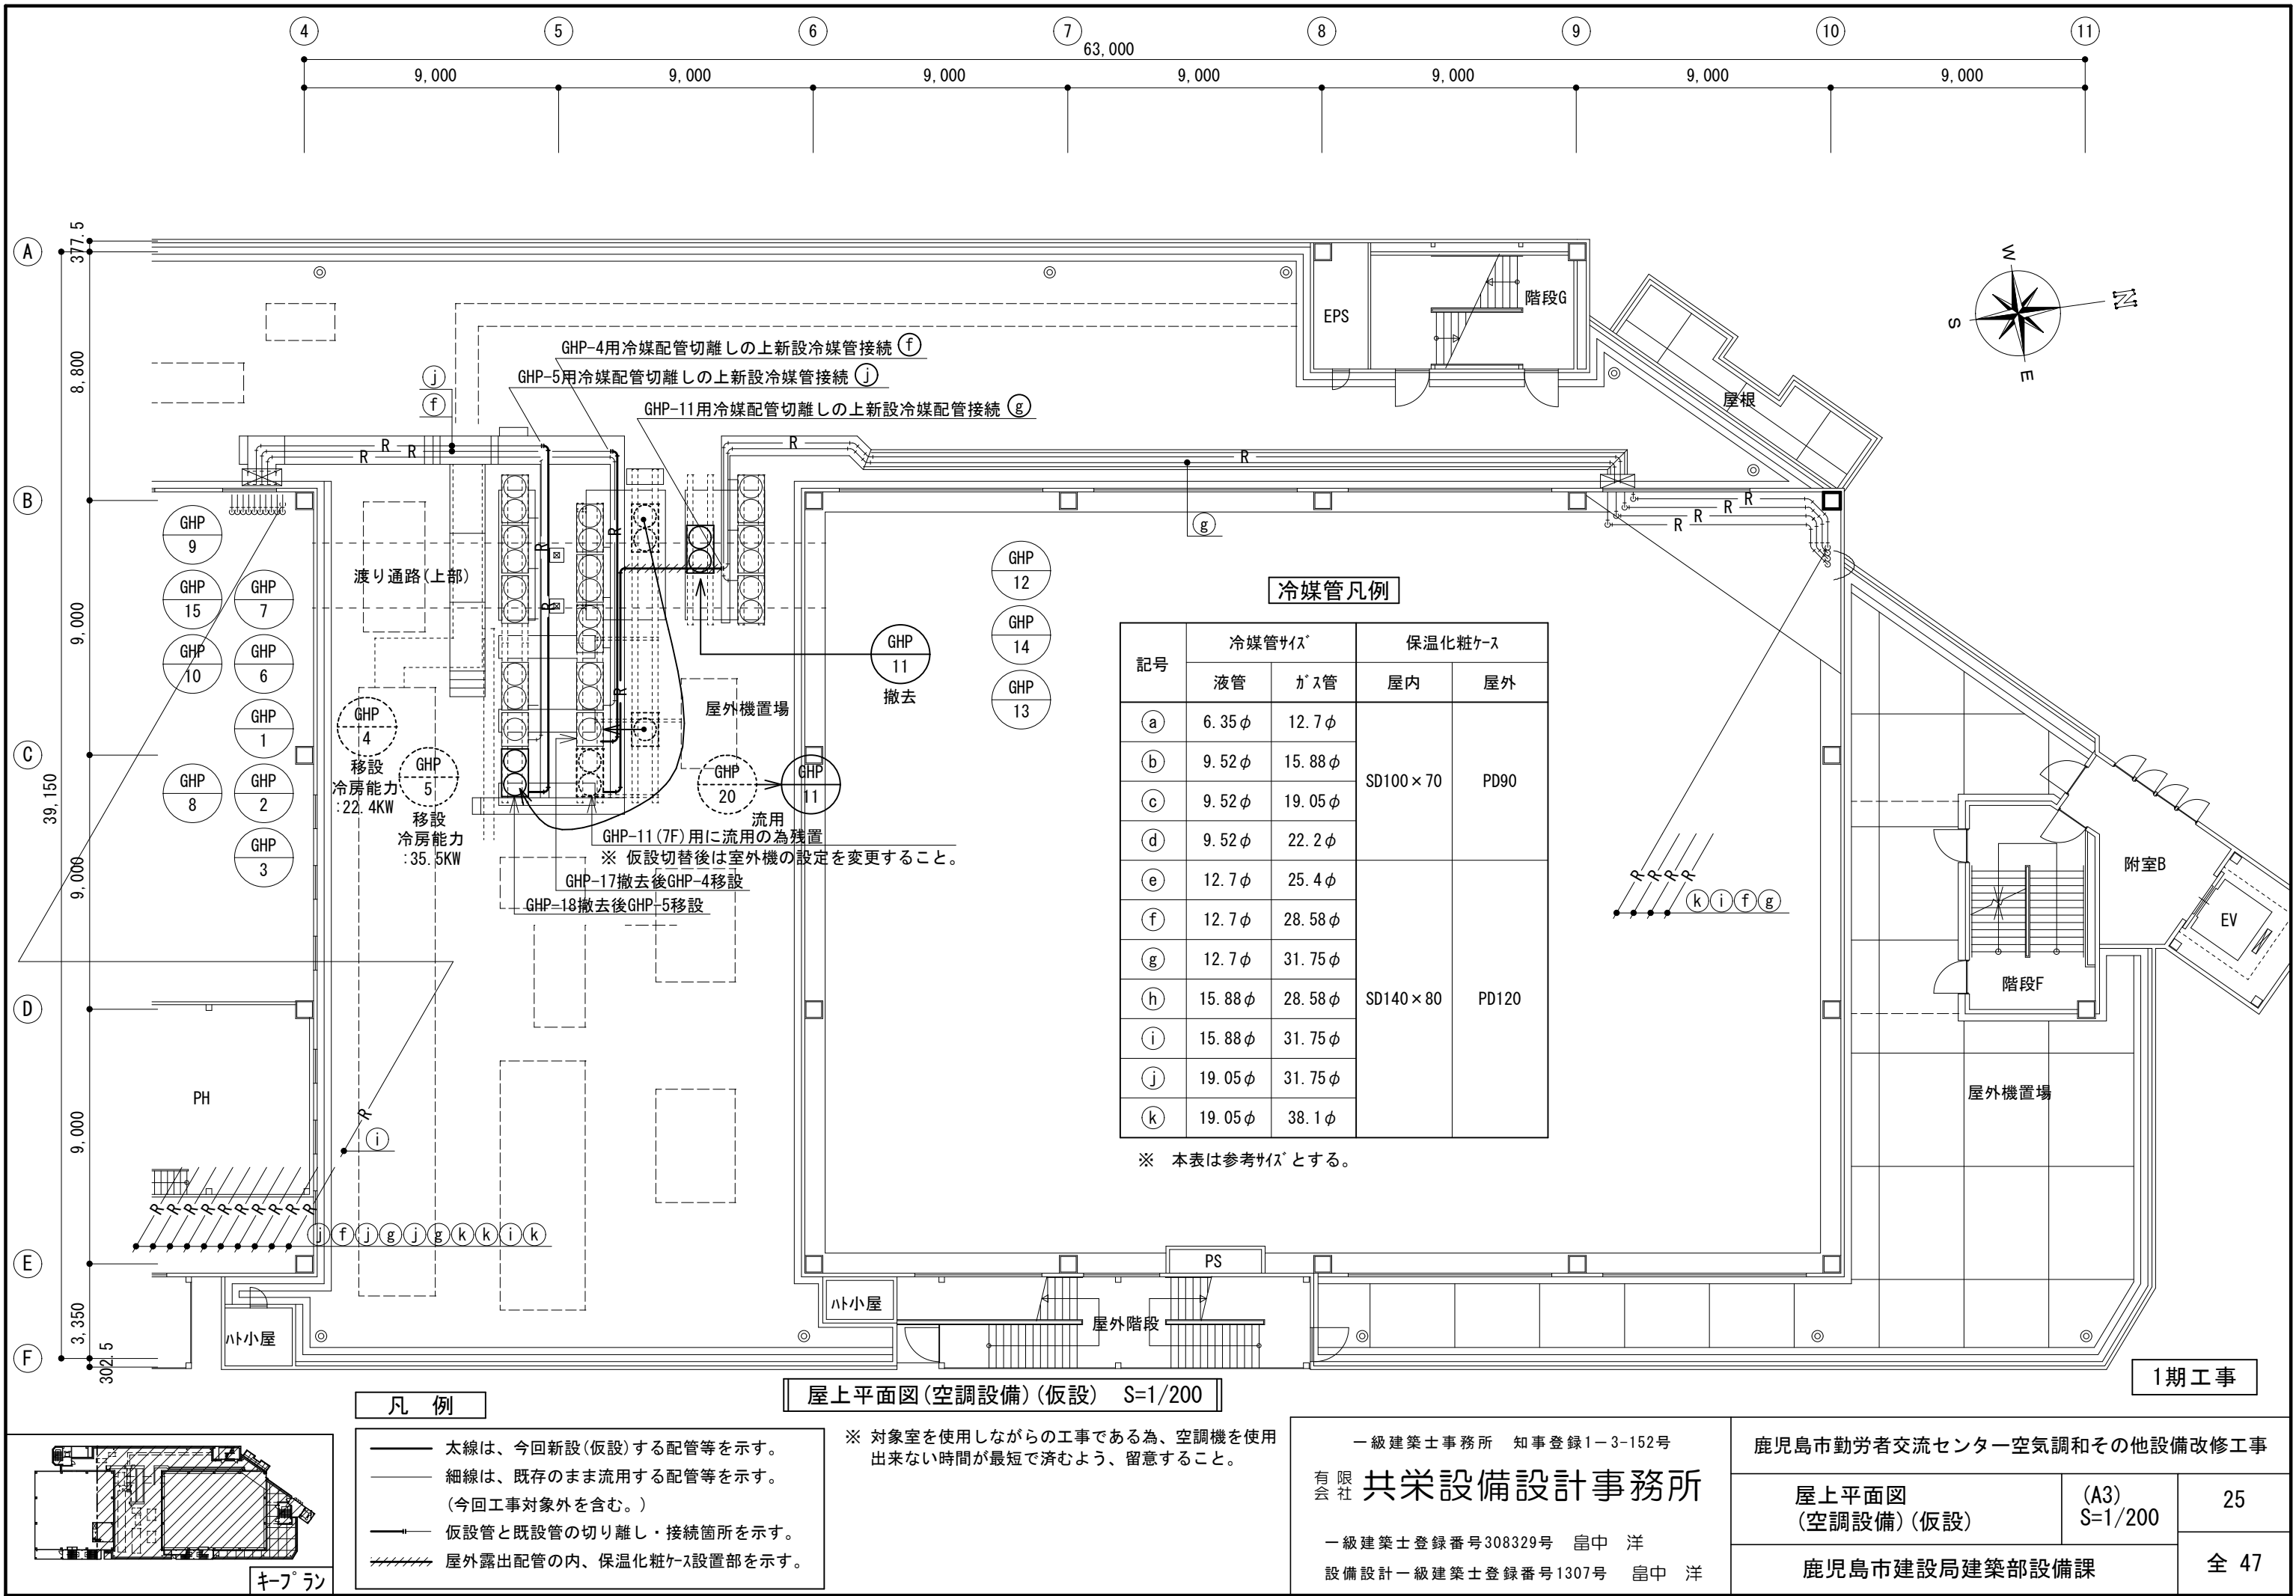 4 5 6 7 8 9 10 11
63,000
9,000 9,000 9,000 9,000 9,000 9,000 9,000
A
B
C
D
E
F
377.5
8,800
9,000
9,000
9,000
3,350
302.5
39,150
W
N
S
E
EPS
階段G
屋根
GHP-4用冷媒配管切離しの上新設冷媒管接続 f
GHP-5用冷媒配管切離しの上新設冷媒管接続 j
GHP-11用冷媒配管切離しの上新設冷媒配管接続 g
j
f
R R R R R
g
R R R R
R R R R R
GHP 9
GHP 15
GHP 7
GHP 10
GHP 6
GHP 1
GHP 8
GHP 2
GHP 3
渡り通路(上部)
GHP 4
移設
冷房能力
:22.4KW
GHP 5
移設
冷房能力
:35.5KW
屋外機置場
GHP 11
撤去
GHP 20
GHP 11
流用
GHP-11(7F)用に流用の為残置
※ 仮設切替後は室外機の設定を変更すること。
GHP-17撤去後GHP-4移設
GHP-18撤去後GHP-5移設
GHP 12
GHP 14
GHP 13
冷媒管凡例
記号 冷媒管サイズ 保温化粧ケース
液管 ガス管 屋内 屋外
a 6.35φ 12.7φ
b 9.52φ 15.88φ
SD100×70 PD90
c 9.52φ 19.05φ
d 9.52φ 22.2φ
e 12.7φ 25.4φ
f 12.7φ 28.58φ
g 12.7φ 31.75φ
h 15.88φ 28.58φ SD140×80 PD120
i 15.88φ 31.75φ
j 19.05φ 31.75φ
k 19.05φ 38.1φ
※ 本表は参考サイズとする。
R R R R
k i f g
附室B
EV
階段F
屋外機置場
PH
R
i
R R R R R R R R R R
j f j g j g k k i k
PS
ハト小屋
ハト小屋
屋外階段
1期工事
屋上平面図(空調設備)(仮設) S=1/200
凡 例
太線は、今回新設(仮設)する配管等を示す。
細線は、既存のまま流用する配管等を示す。
(今回工事対象外を含む。)
仮設管と既設管の切り離し・接続箇所を示す。
屋外露出配管の内、保温化粧ケース設置部を示す。
キープラン
※ 対象室を使用しながらの工事である為、空調機を使用
出来ない時間が最短で済むよう、留意すること。
一級建築士事務所 知事登録1-3-152号
有限会社 共栄設備設計事務所
一級建築士登録番号308329号 畠中 洋
設備設計一級建築士登録番号1307号 畠中 洋
鹿児島市勤労者交流センター空気調和その他設備改修工事
屋上平面図
(空調設備)(仮設)
(A3)
S=1/200
25
鹿児島市建設局建築部設備課
全 47